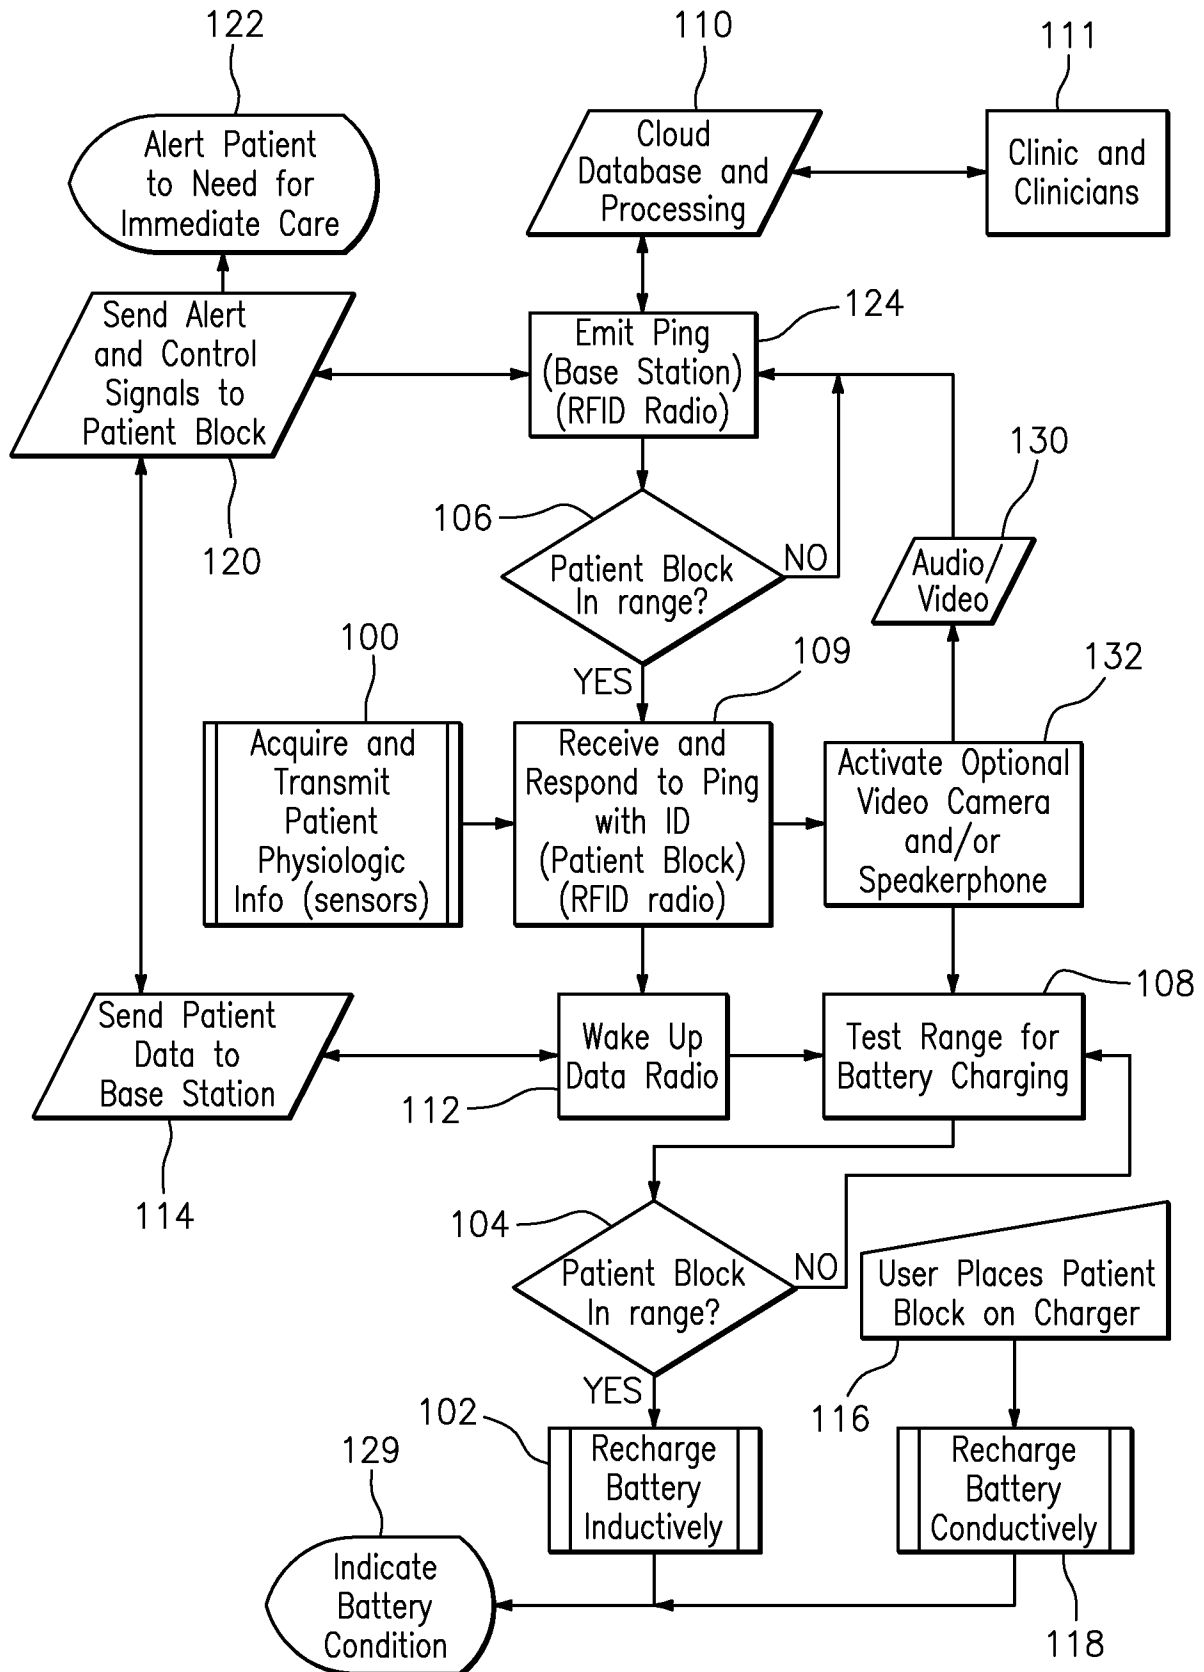 122
110
111
Alert Patient
to Need for
Immediate Care
Cloud
Database and
Processing
Clinic and
Clinicians
Send Alert
and Control
Signals to
Patient Block
124
Emit Ping
(Base Station)
(RFID Radio)
130
106
120
Patient Block
In range?
NO
Audio/
Video
YES
100
109
132
Acquire and
Transmit
Patient
Physiologic
Info (sensors)
Receive and
Respond to Ping
with ID
(Patient Block)
(RFID radio)
Activate Optional
Video Camera
and/or
Speakerphone
108
Send Patient
Data to
Base Station
Wake Up
Data Radio
Test Range for
Battery Charging
112
114
104
Patient Block
In range?
NO
User Places Patient
Block on Charger
YES
116
102
Recharge
Battery
Inductively
Recharge
Battery
Conductively
129
Indicate
Battery
Condition
118